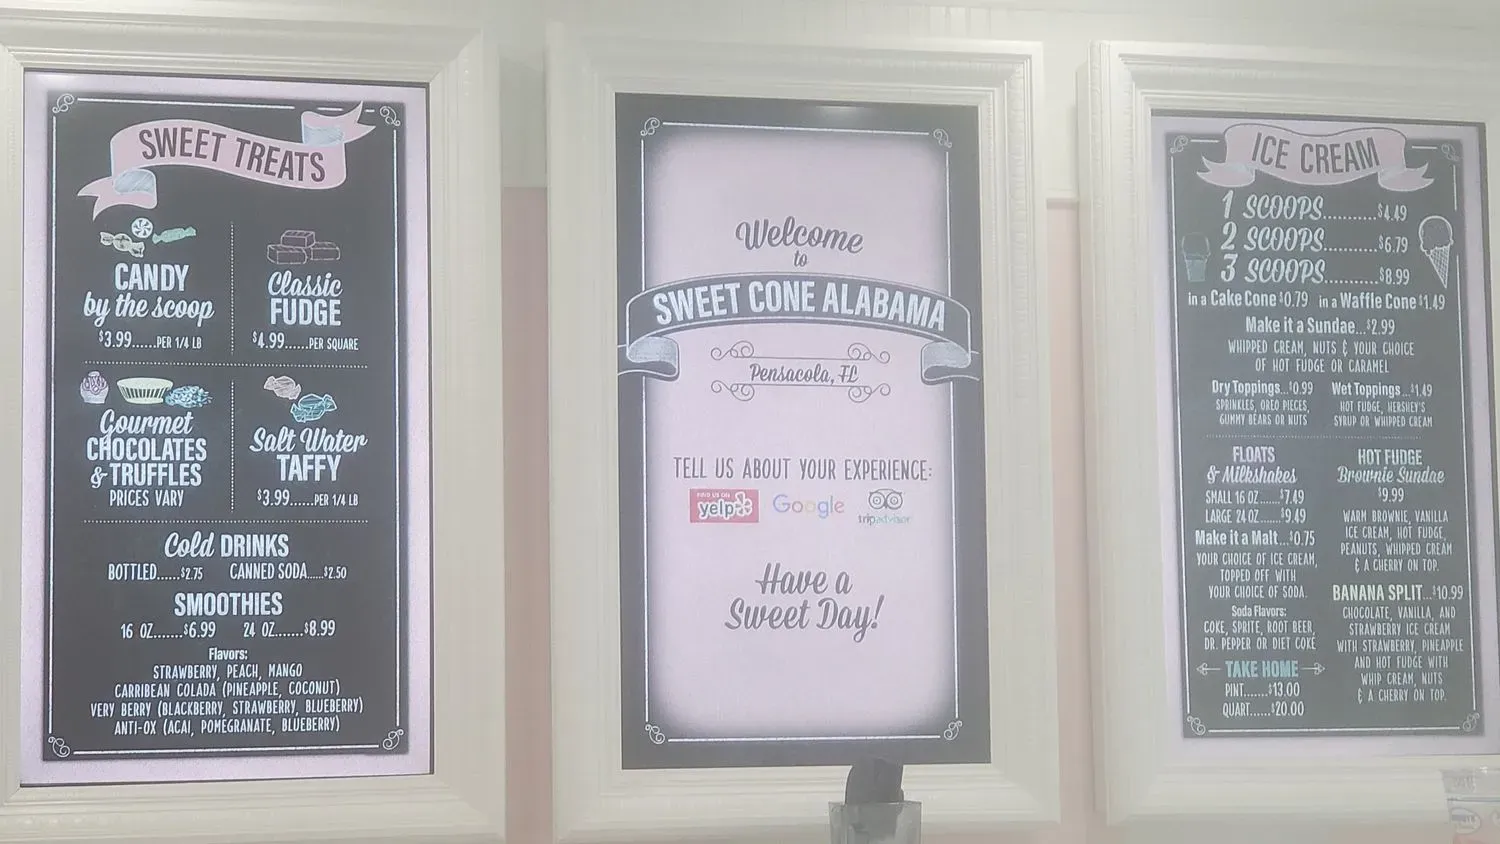 SWEET TREATS
CANDY
by the scoop
$3.99......PER 1/4 LB
Classic
FUDGE
$4.99......PER SQUARE
Gourmet
CHOCOLATES
& TRUFFLES
PRICES VARY
Salt Water
TAFFY
$3.99......PER 1/4 LB
Cold DRINKS
BOTTLED......$2.75 CANNED SODA......$2.50
SMOOTHIES
16 OZ.......$6.99 24 OZ.......$8.99
Flavors:
STRAWBERRY, PEACH, MANGO
CARRIBEAN COLADA (PINEAPPLE, COCONUT)
VERY BERRY (BLACKBERRY, STRAWBERRY, BLUEBERRY)
ANTI-OX (ACAI, POMEGRANATE, BLUEBERRY)
Welcome
to
SWEET CONE ALABAMA
Pensacola, FL
TELL US ABOUT YOUR EXPERIENCE:
FIND US ON
yelp
Google
tripadvisor
Have a
Sweet Day!
ICE CREAM
1 SCOOPS..........$4.49
2 SCOOPS..........$6.79
3 SCOOPS..........$8.99
in a Cake Cone $0.79 in a Waffle Cone $1.49
Make it a Sundae...$2.99
WHIPPED CREAM, NUTS & YOUR CHOICE
OF HOT FUDGE OR CARAMEL
Dry Toppings...$0.99
SPRINKLES, OREO PIECES,
GUMMY BEARS OR NUTS
Wet Toppings...$1.49
HOT FUDGE, HERSHEY'S
SYRUP OR WHIPPED CREAM
FLOATS
& Milkshakes
SMALL 16 OZ.....$7.49
LARGE 24 OZ.....$9.49
Make it a Malt...$0.75
YOUR CHOICE OF ICE CREAM,
TOPPED OFF WITH
YOUR CHOICE OF SODA.
Soda Flavors:
COKE, SPRITE, ROOT BEER,
DR. PEPPER OR DIET COKE
TAKE HOME
PINT......$13.00
QUART......$20.00
HOT FUDGE
Brownie Sundae
$9.99
WARM BROWNIE, VANILLA
ICE CREAM, HOT FUDGE,
PEANUTS, WHIPPED CREAM
& A CHERRY ON TOP.
BANANA SPLIT...$10.99
CHOCOLATE, VANILLA, AND
STRAWBERRY ICE CREAM
WITH STRAWBERRY, PINEAPPLE
AND HOT FUDGE WITH
WHIP CREAM, NUTS
& A CHERRY ON TOP.